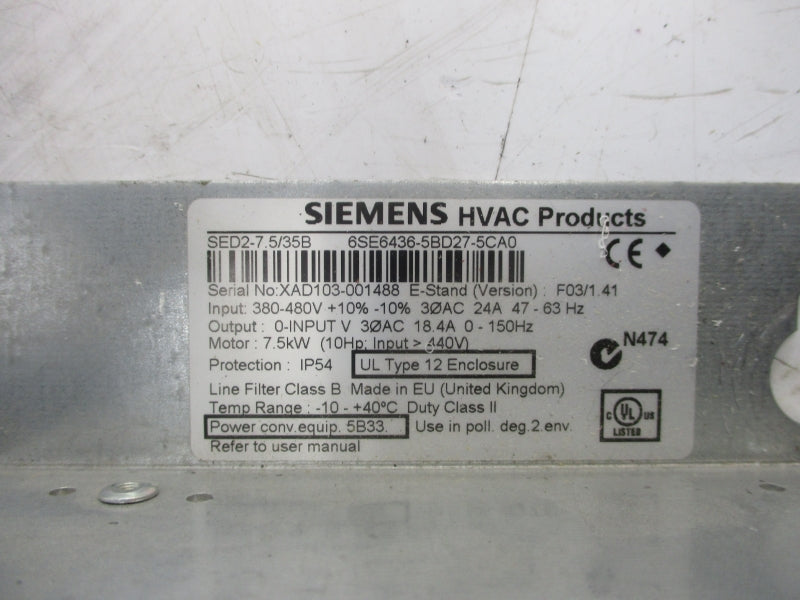 SIEMENS HVAC Products
SED2-7.5/35B 6SE6436-5BD27-5CA0
CE
Serial No:XAD103-001488 E-Stand (Version) : F03/1.41
Input: 380-480V +10% -10% 3ØAC 24A 47 - 63 Hz
Output : 0-INPUT V 3ØAC 18.4A 0 - 150Hz
Motor : 7.5kW (10Hp; Input > 440V)
N474
Protection : IP54 UL Type 12 Enclosure
Line Filter Class B Made in EU (United Kingdom)
Temp Range : -10 - +40ºC Duty Class II
C UL US
LISTED
Power conv.equip. 5B33. Use in poll. deg.2.env.
Refer to user manual